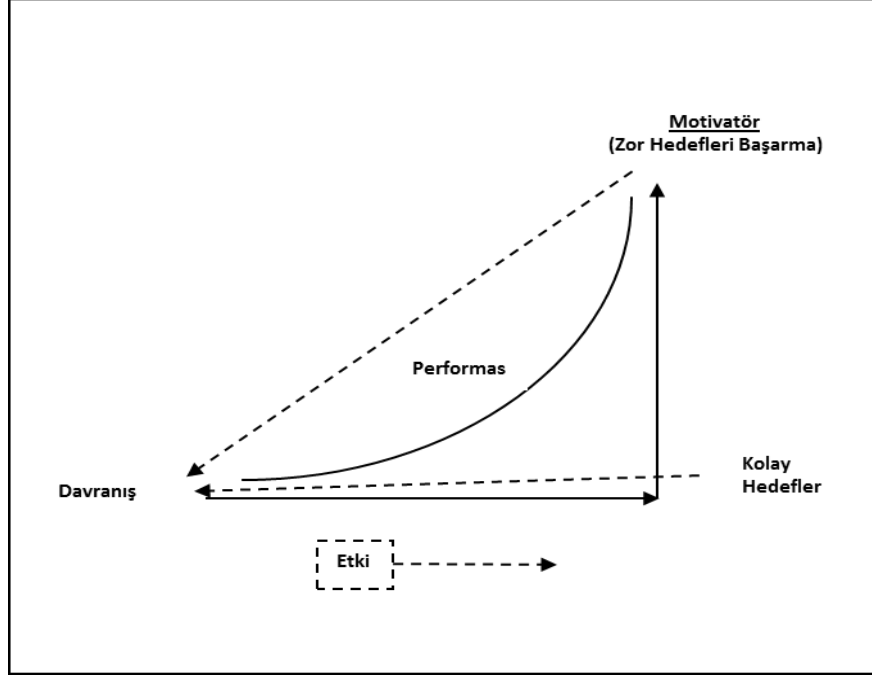 Motivatör
(Zor Hedefleri Başarma)
Performas
Kolay
Hedefler
Davranış
Etki